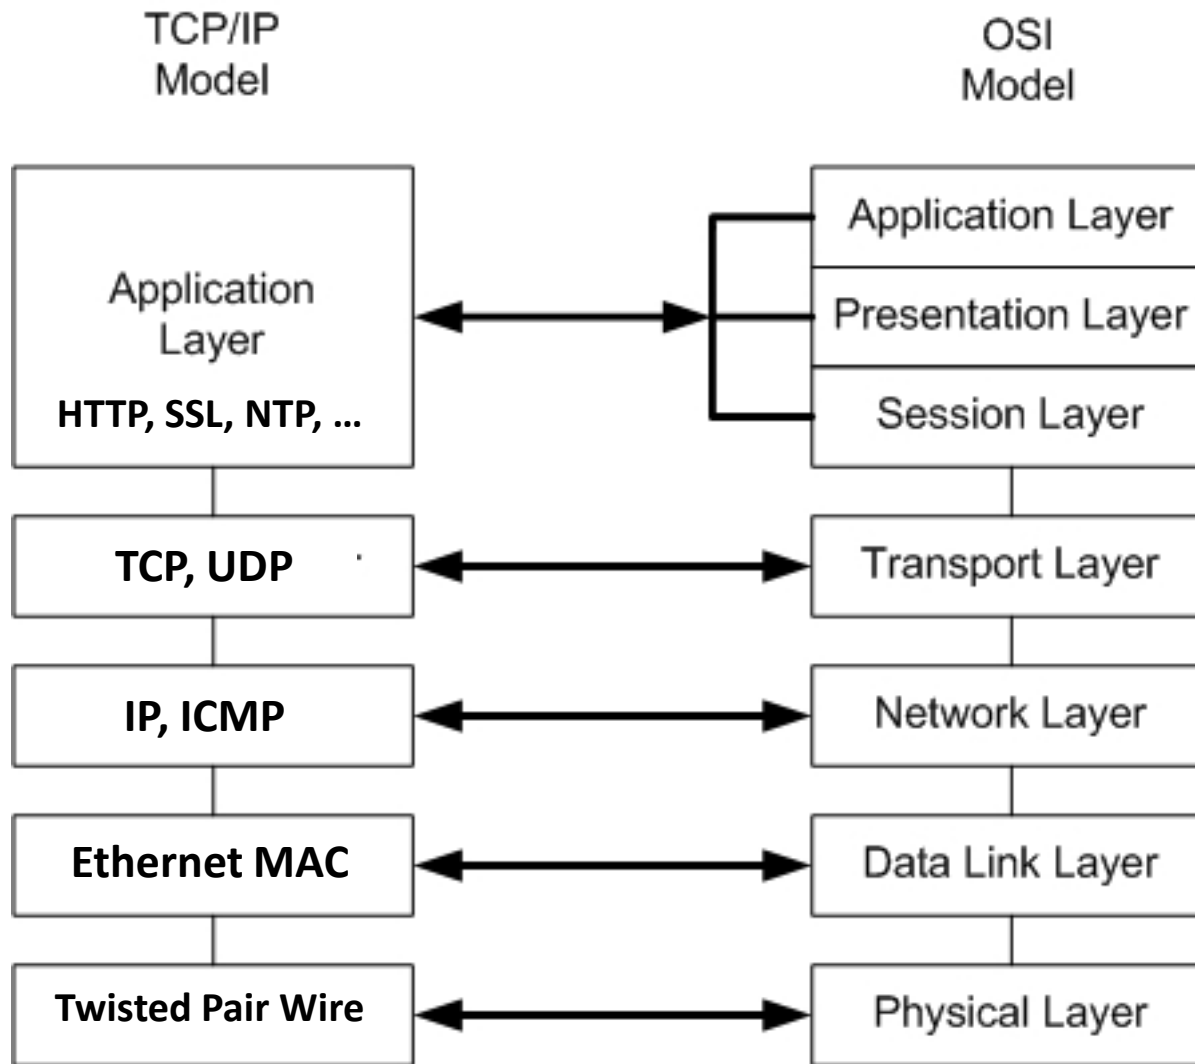 TCP/IP
Model
OSI
Model
Application
Layer
HTTP, SSL, NTP, ...
Application Layer
Presentation Layer
Session Layer
TCP, UDP
Transport Layer
IP, ICMP
Network Layer
Ethernet MAC
Data Link Layer
Twisted Pair Wire
Physical Layer